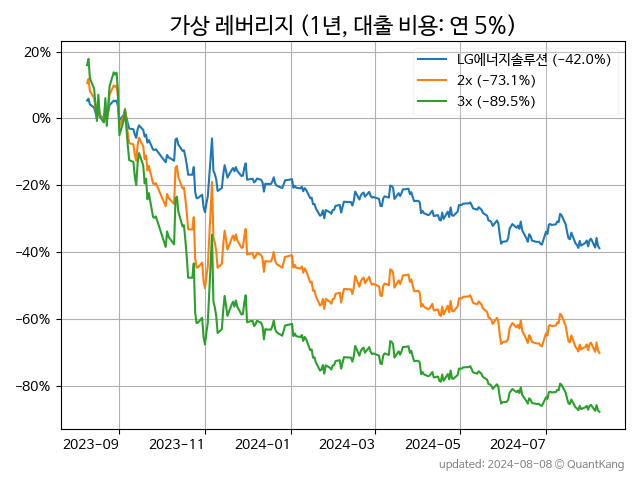 가상 레버리지 (1년, 대출 비용: 연 5%)
LG에너지솔루션 (−42.0%)
2x (−73.1%)
3x (−89.5%)
20%
0%
−20%
−40%
−60%
−80%
2023-09 2023-11 2024-01 2024-03 2024-05 2024-07
updated: 2024-08-08 © QuantKang